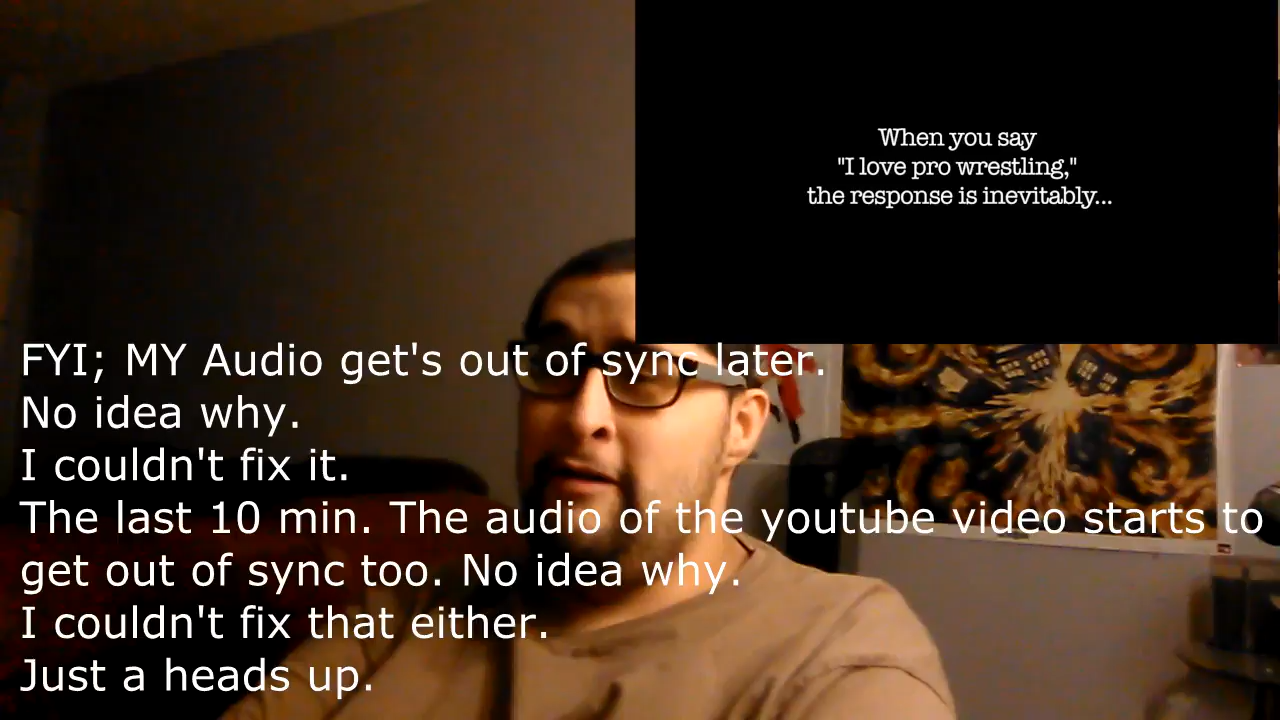 When you say
"I love pro wrestling,"
the response is inevitably...
FYI; MY Audio get's out of sync later.
No idea why.
I couldn't fix it.
The last 10 min. The audio of the youtube video starts to
get out of sync too. No idea why.
I couldn't fix that either.
Just a heads up.